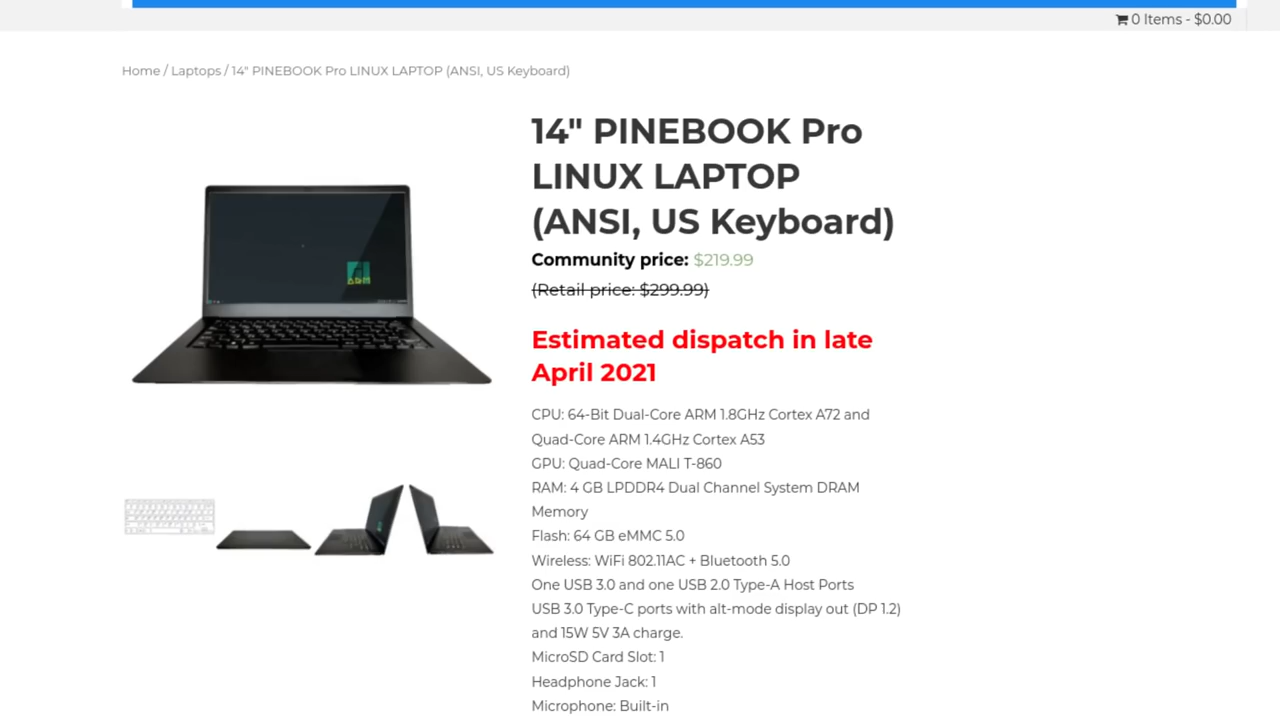 0 Items - $0.00
Home / Laptops / 14" PINEBOOK Pro LINUX LAPTOP (ANSI, US Keyboard)
14" PINEBOOK Pro
LINUX LAPTOP
(ANSI, US Keyboard)
Community price: $219.99
(Retail price: $299.99)
Estimated dispatch in late
April 2021
CPU: 64-Bit Dual-Core ARM 1.8GHz Cortex A72 and
Quad-Core ARM 1.4GHz Cortex A53
GPU: Quad-Core MALI T-860
RAM: 4 GB LPDDR4 Dual Channel System DRAM
Memory
Flash: 64 GB eMMC 5.0
Wireless: WiFi 802.11AC + Bluetooth 5.0
One USB 3.0 and one USB 2.0 Type-A Host Ports
USB 3.0 Type-C ports with alt-mode display out (DP 1.2)
and 15W 5V 3A charge.
MicroSD Card Slot: 1
Headphone Jack: 1
Microphone: Built-in